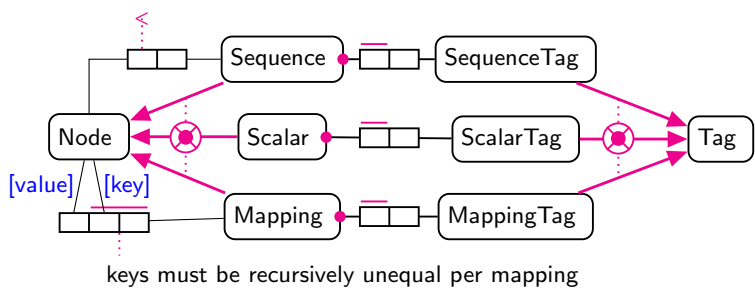 Sequence
SequenceTag
Node
Scalar
ScalarTag
Tag
[value]
[key]
Mapping
MappingTag
keys must be recursively unequal per mapping